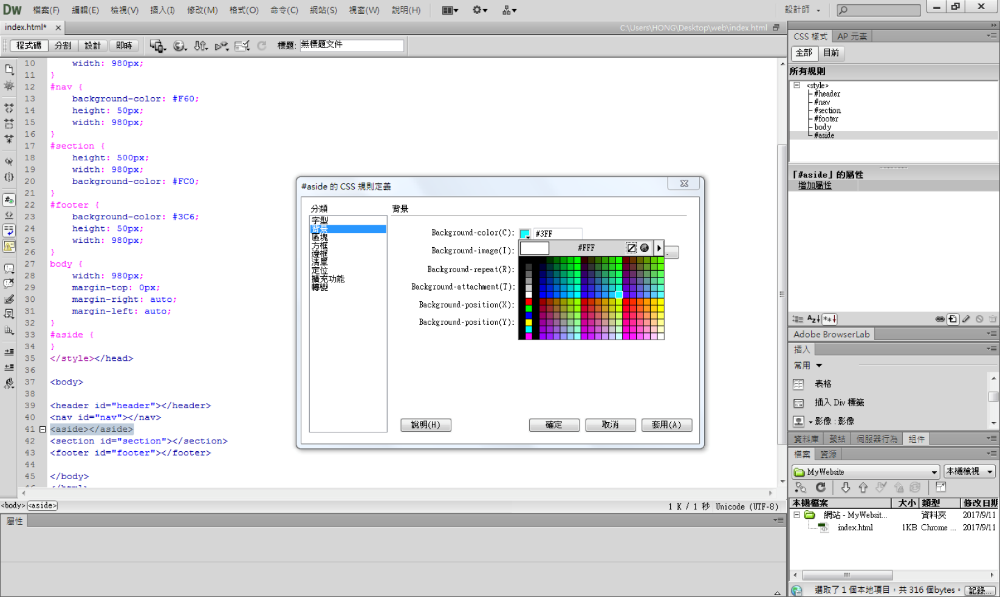 Dw 檔案(F) 編輯(E) 檢視(V) 插入(I) 修改(M) 格式(O) 命令(C) 網站(S) 視窗(W) 說明(H) 設計師
index.html* C:\Users\HONG\Desktop\web\index.html
程式碼 分割 設計 即時 標題: 無標題文件
10 width: 980px;
11 }
12 #nav {
13 background-color: #F60;
14 height: 50px;
15 width: 980px;
16 }
17 #section {
18 height: 500px;
19 width: 980px;
20 background-color: #FC0;
21 }
22 #footer {
23 background-color: #3C6;
24 height: 50px;
25 width: 980px;
26 }
27 body {
28 width: 980px;
29 margin-top: 0px;
30 margin-right: auto;
31 margin-left: auto;
32 }
33 #aside {
34 }
35 </style></head>
36
37 <body>
38
39 <header id="header"></header>
40 <nav id="nav"></nav>
41 <aside></aside>
42 <section id="section"></section>
43 <footer id="footer"></footer>
44
45 </body>
<body> <aside> 1 K / 1 秒 Unicode (UTF-8)
屬性
#aside 的 CSS 規則定義
分類
字型
背景
區塊
方框
邊框
清單
定位
擴充功能
轉變
背景
Background-color(C): #3FF
#FFF
Background-image(I):
Background-repeat(R):
Background-attachment(T):
Background-position(X):
Background-position(Y):
說明(H) 確定 取消 套用(A)
CSS 樣式 AP 元素
全部 目前
所有規則
<style>
#header
#nav
#section
#footer
body
#aside
「#aside」的屬性
增加屬性
Adobe BrowserLab
插入
常用
表格
插入 Div 標籤
影像 : 影像
資料庫 繫結 伺服器行為 組件
檔案 資源
MyWebsite 本機檢視
本機檔案 大小 類型 修改日期
網站 - MyWebsit... 資料夾 2017/9/11
index.html 1KB Chrome ... 2017/9/11
選取了 1 個本地項目，共 316 個bytes。 記錄...